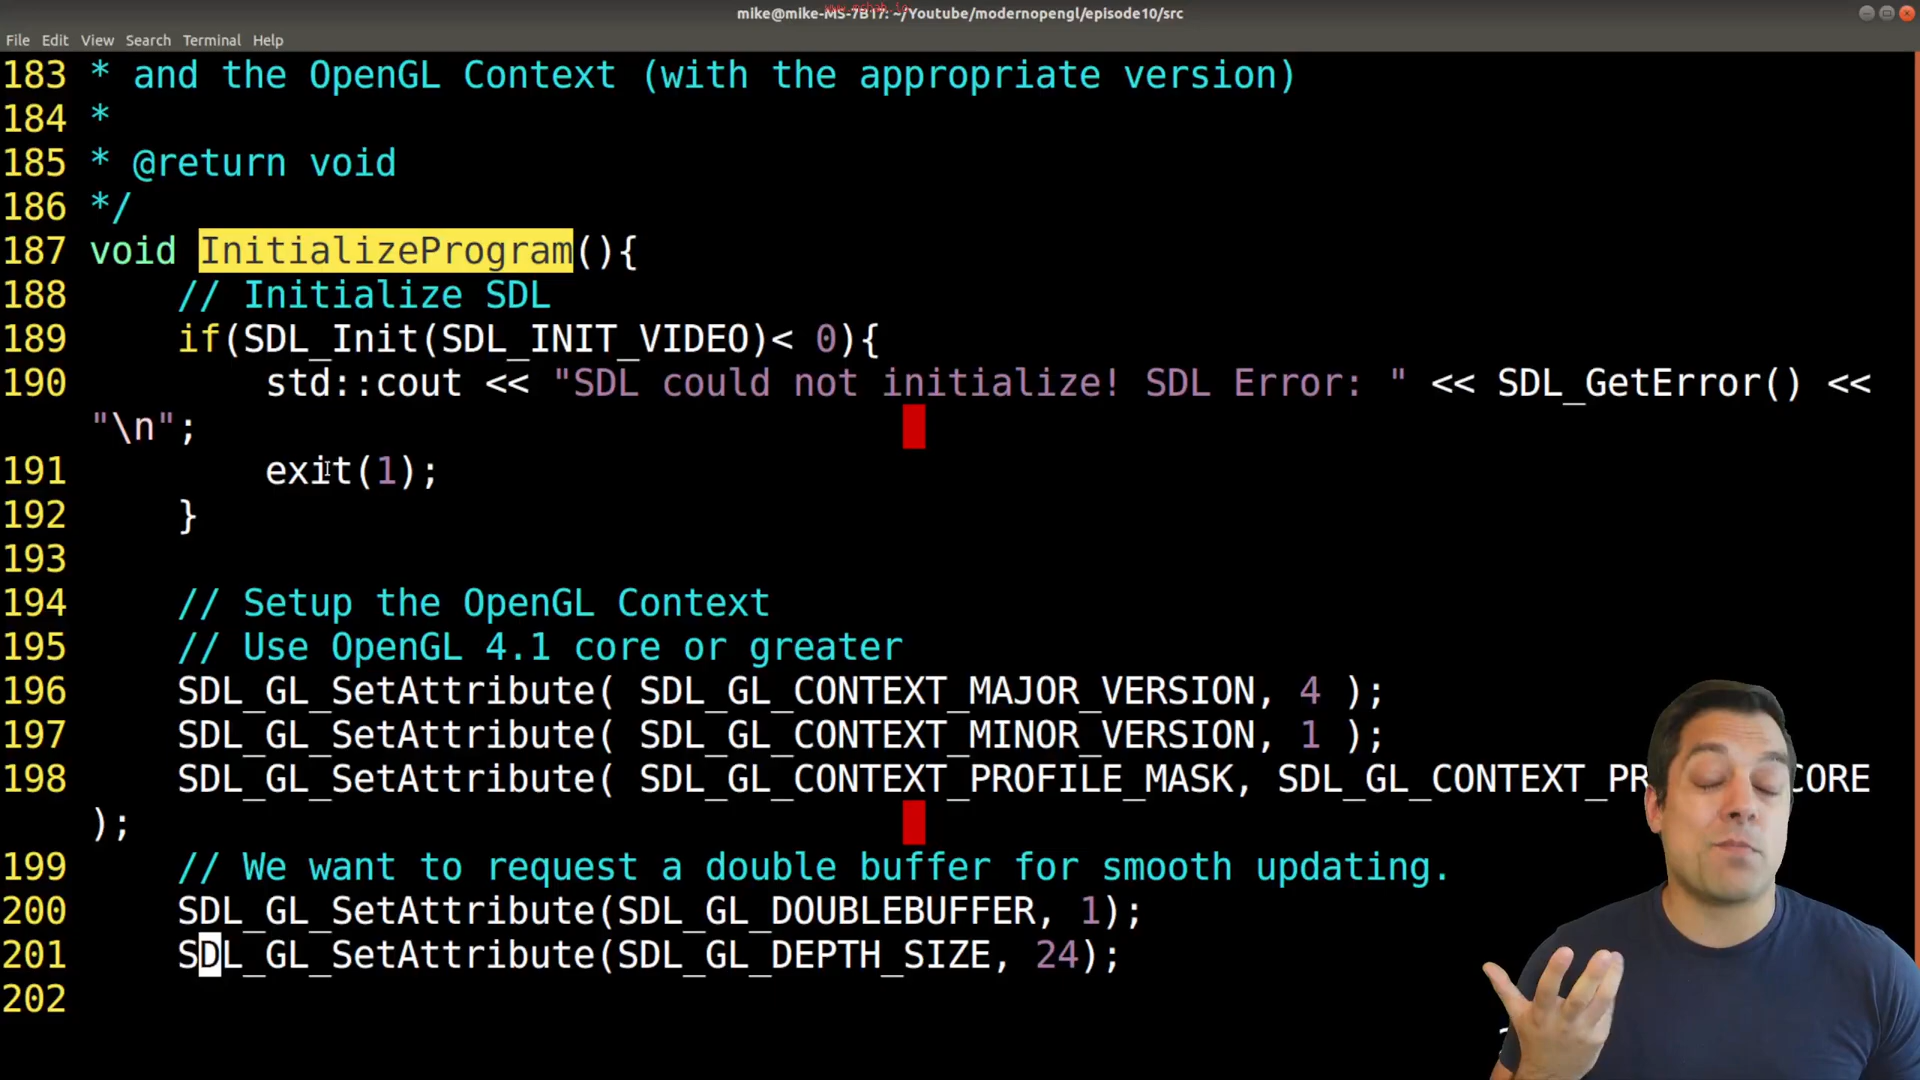 www.mshah.io
mike@mike-MS-7B17: ~/Youtube/modernopengl/episode10/src
File Edit View Search Terminal Help
183 * and the OpenGL Context (with the appropriate version)
184 *
185 * @return void
186 */
187 void InitializeProgram(){
188 // Initialize SDL
189 if(SDL_Init(SDL_INIT_VIDEO)< 0){
190 std::cout << "SDL could not initialize! SDL Error: " << SDL_GetError() <<
"\n";
191 exit(1);
192 }
193
194 // Setup the OpenGL Context
195 // Use OpenGL 4.1 core or greater
196 SDL_GL_SetAttribute( SDL_GL_CONTEXT_MAJOR_VERSION, 4 );
197 SDL_GL_SetAttribute( SDL_GL_CONTEXT_MINOR_VERSION, 1 );
198 SDL_GL_SetAttribute( SDL_GL_CONTEXT_PROFILE_MASK, SDL_GL_CONTEXT_PR CORE
);
199 // We want to request a double buffer for smooth updating.
200 SDL_GL_SetAttribute(SDL_GL_DOUBLEBUFFER, 1);
201 SDL_GL_SetAttribute(SDL_GL_DEPTH_SIZE, 24);
202